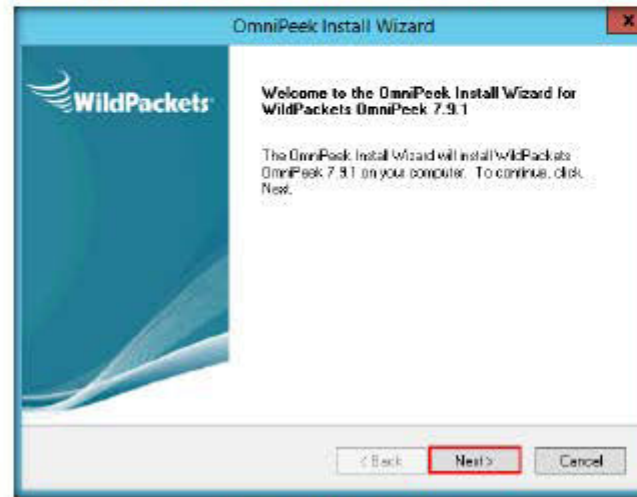 OmniPeek Install Wizard
x
WildPackets
Welcome to the OmniPeek Install Wizard for
WildPackets OmniPeek 7.9.1
The OmniPeek Install Wizard will install WildPackets
OmniPeek 7.9.1 on your computer. To continue, click
Next.
< Back Next > Cancel